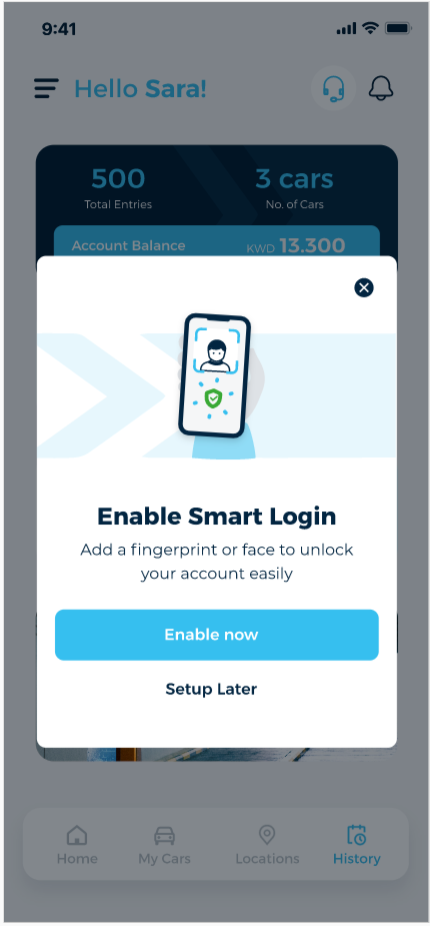 9:41
Hello Sara!
500
3 cars
Total Entries
No. of Cars
Account Balance
KWD 13.300
Enable Smart Login
Add a fingerprint or face to unlock
your account easily
Enable now
Setup Later
Home
My Cars
Locations
History